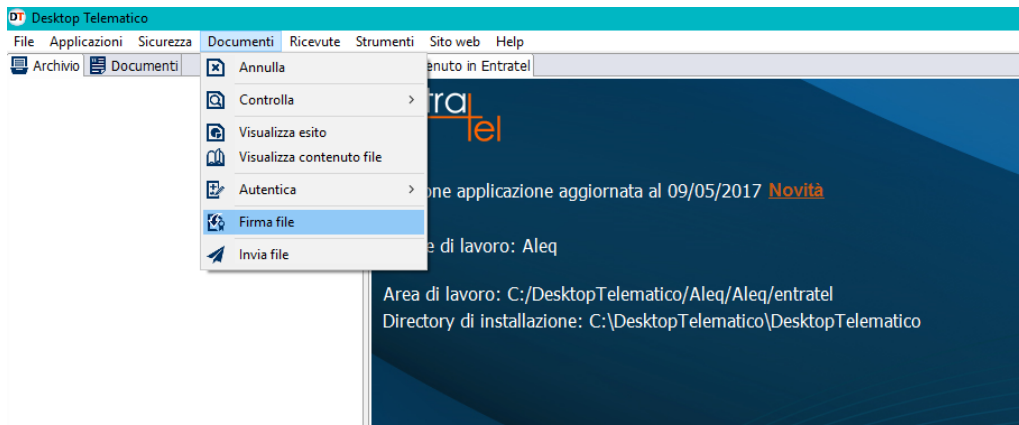 DT Desktop Telematico
File Applicazioni Sicurezza Documenti Ricevute Strumenti Sito web Help
Archivio Documenti
Annulla
Controlla
Visualizza esito
Visualizza contenuto file
Autentica
Firma file
Invia file
in Entratel
tra
tel
applicazione aggiornata al 09/05/2017 Novità
di lavoro: Aleq
Area di lavoro: C:/DesktopTelematico/Aleq/Aleq/entratel
Directory di installazione: C:\DesktopTelematico\DesktopTelematico